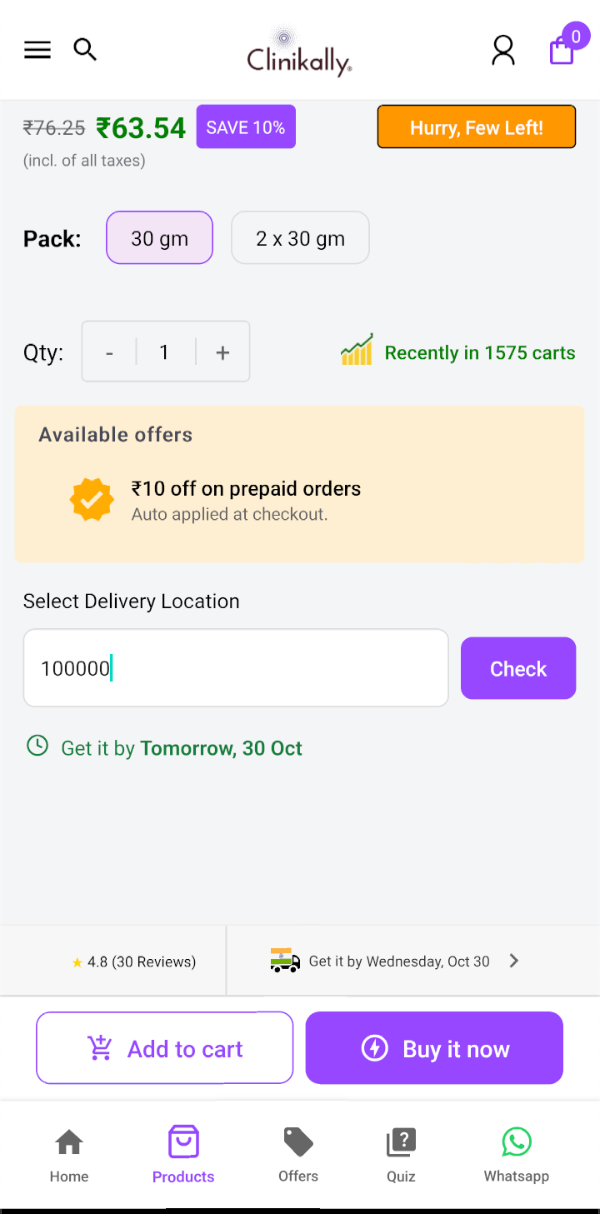 Clinikally®
0
₹76.25 ₹63.54 SAVE 10% Hurry, Few Left!
(incl. of all taxes)
Pack: 30 gm 2 x 30 gm
Qty: - 1 + Recently in 1575 carts
Available offers
₹10 off on prepaid orders
Auto applied at checkout.
Select Delivery Location
100000 Check
Get it by Tomorrow, 30 Oct
★ 4.8 (30 Reviews) Get it by Wednesday, Oct 30
Add to cart Buy it now
?
Home Products Offers Quiz Whatsapp